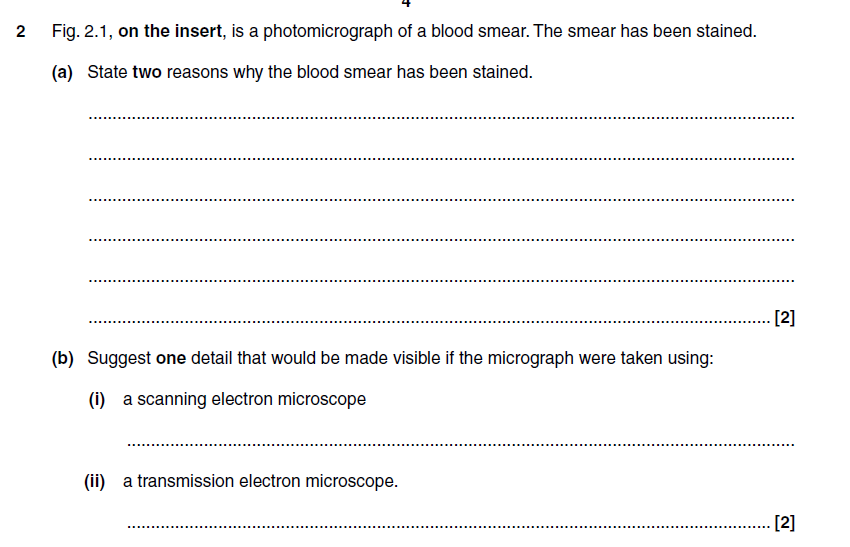 4
2 Fig. 2.1, on the insert, is a photomicrograph of a blood smear. The smear has been stained.
(a) State two reasons why the blood smear has been stained.
[2]
(b) Suggest one detail that would be made visible if the micrograph were taken using:
(i) a scanning electron microscope
(ii) a transmission electron microscope.
[2]